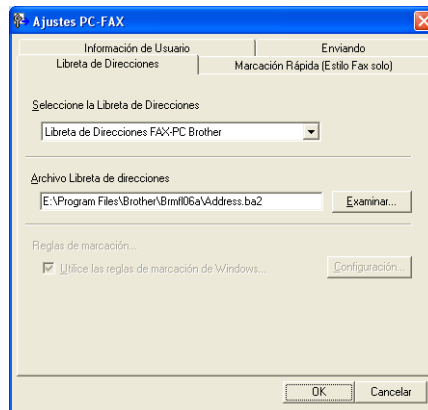 Ajustes PC-FAX
Información de Usuario
Enviando
Libreta de Direcciones
Marcación Rápida (Estilo Fax solo)
Seleccione la Libreta de Direcciones
Libreta de Direcciones FAX-PC Brother
Archivo Libreta de direcciones
E:\Program Files\Brother\Brmfl06a\Address.ba2
Examinar...
Reglas de marcación...
Utilice las reglas de marcación de Windows...
Configuración...
OK
Cancelar